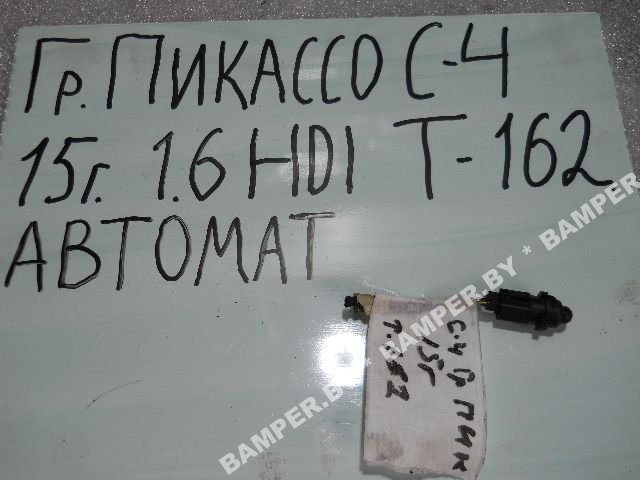 Гр. ПИКАССО С-4
15г. 1.6 HDI Т-162
АВТОМАТ
С-4 Гр ПИК
15г
Т-162
BAMPER.BY * BAMPER.BY * BAMPER.BY